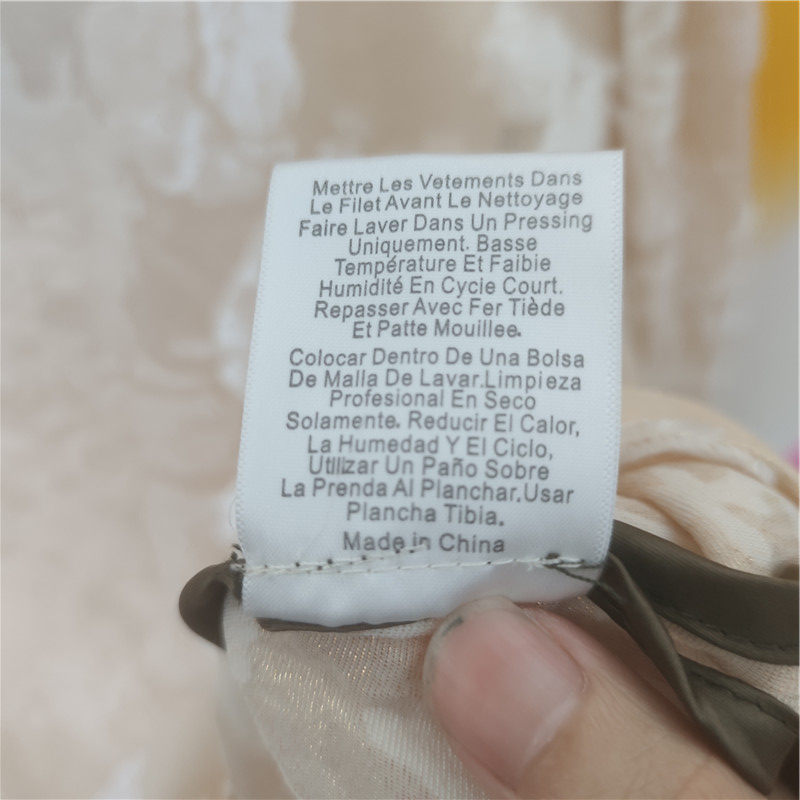 Mettre Les Vetements Dans
Le Filet Avant Le Nettoyage
Faire Laver Dans Un Pressing
Uniquement. Basse
Température Et Faibie
Humidité En Cycie Court.
Repasser Avec Fer Tiède
Et Patte Mouillee.
Colocar Dentro De Una Bolsa
De Malla De Lavar.Limpieza
Profesional En Seco
Solamente. Reducir El Calor,
La Humedad Y El Ciclo,
Utilizar Un Paño Sobre
La Prenda Al Planchar.Usar
Plancha Tibia.
Made in China